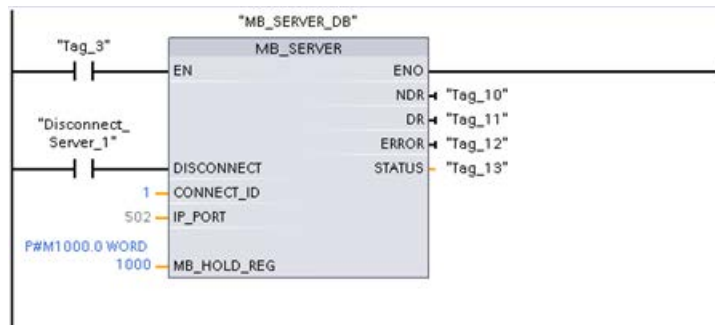 "MB_SERVER_DB"
"Tag_3"
MB_SERVER
EN
ENO
NDR
"Tag_10"
DR
"Tag_11"
"Disconnect_
Server_1"
ERROR
"Tag_12"
DISCONNECT
STATUS
"Tag_13"
1
CONNECT_ID
502
IP_PORT
P#M1000.0 WORD
1000
MB_HOLD_REG